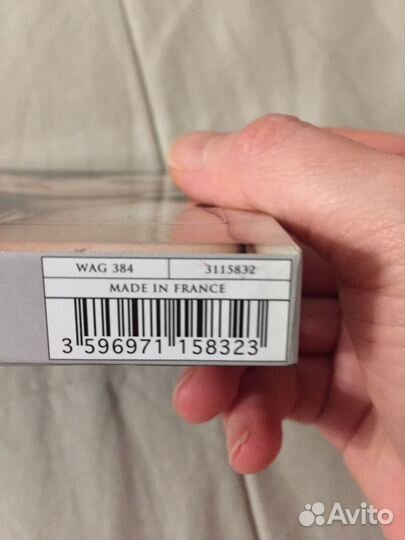 WAG 384 3115832
MADE IN FRANCE
3 596971 158323
Avito